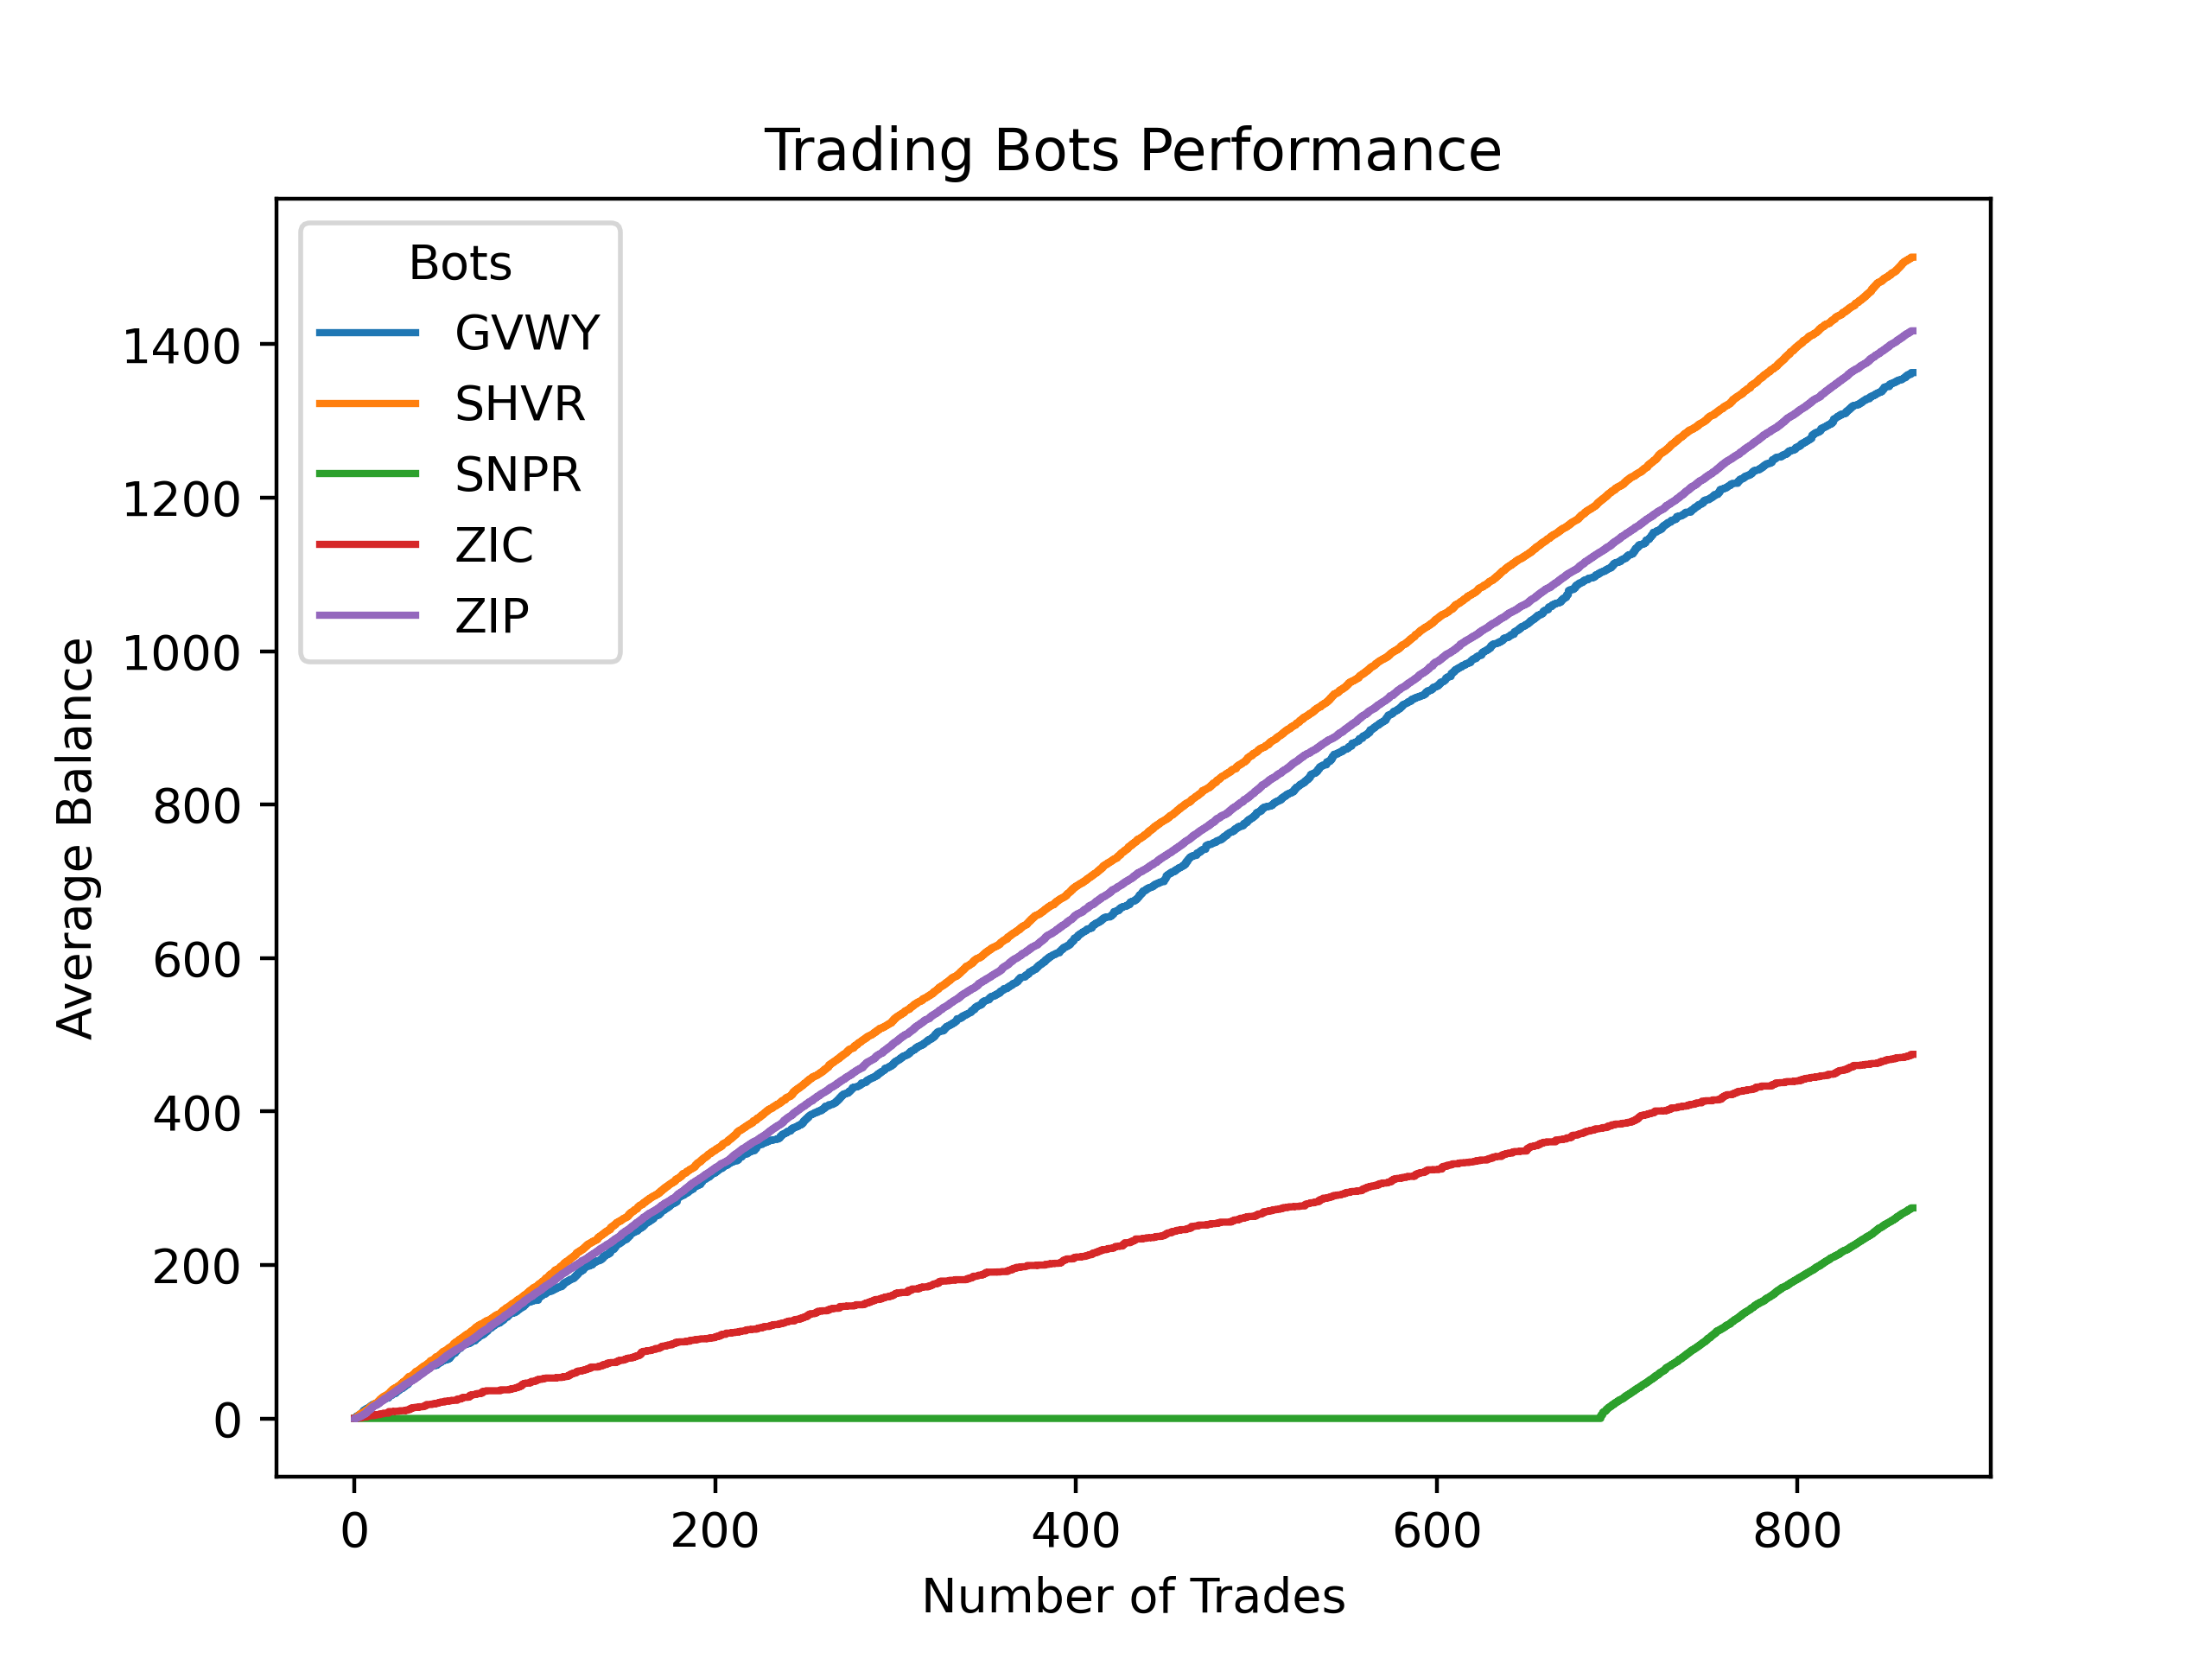 Trading Bots Performance
Bots
GVWY
SHVR
SNPR
ZIC
ZIP
Average Balance
1400
1200
1000
800
600
400
200
0
0 200 400 600 800
Number of Trades